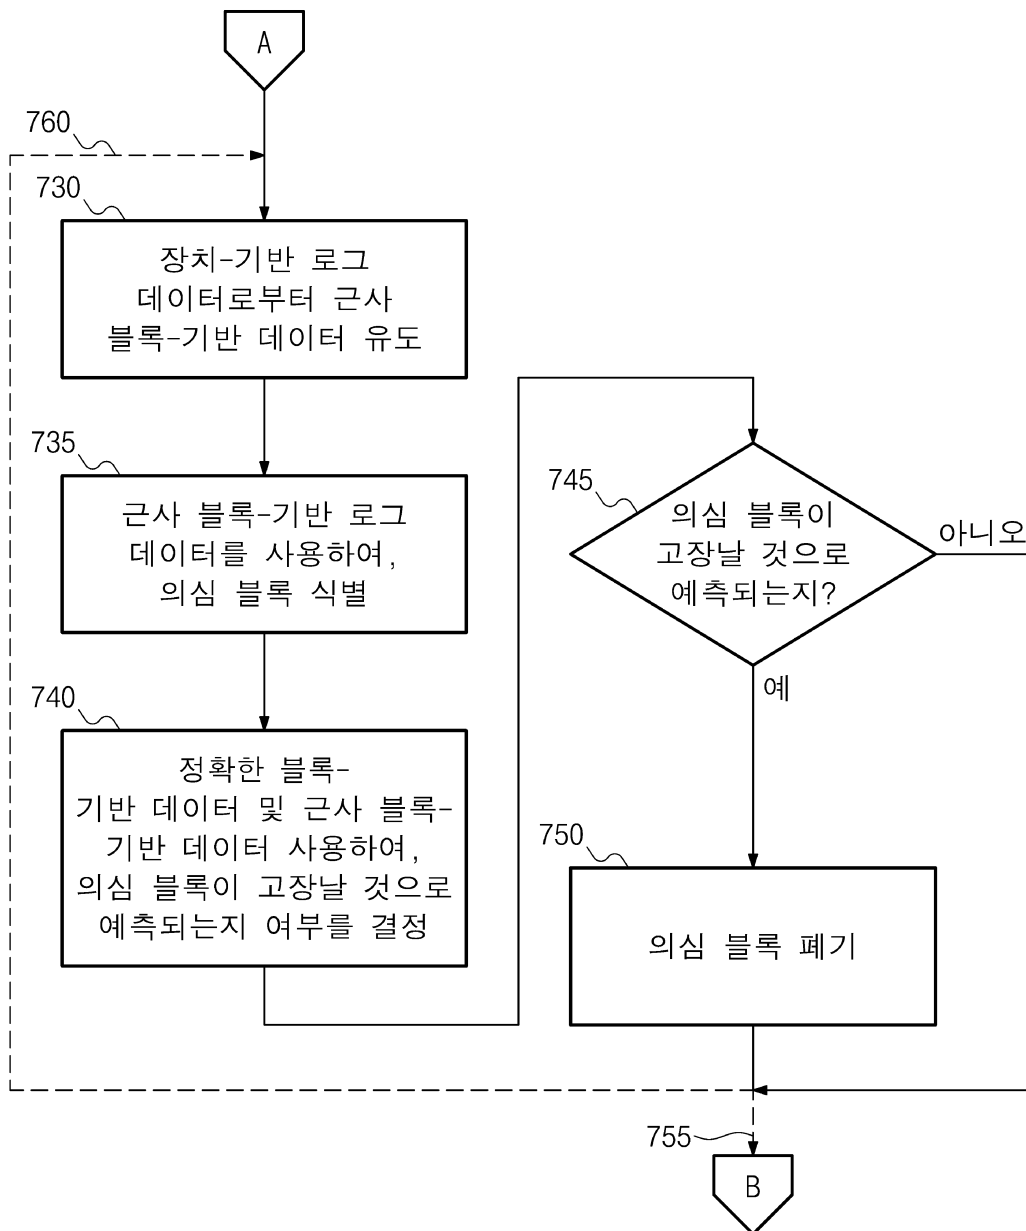 A
760
730
장치-기반 로그
데이터로부터 근사
블록-기반 데이터 유도
735
근사 블록-기반 로그
데이터를 사용하여,
의심 블록 식별
740
정확한 블록-
기반 데이터 및 근사 블록-
기반 데이터 사용하여,
의심 블록이 고장날 것으로
예측되는지 여부를 결정
745
의심 블록이
고장날 것으로
예측되는지?
아니오
예
750
의심 블록 폐기
755
B